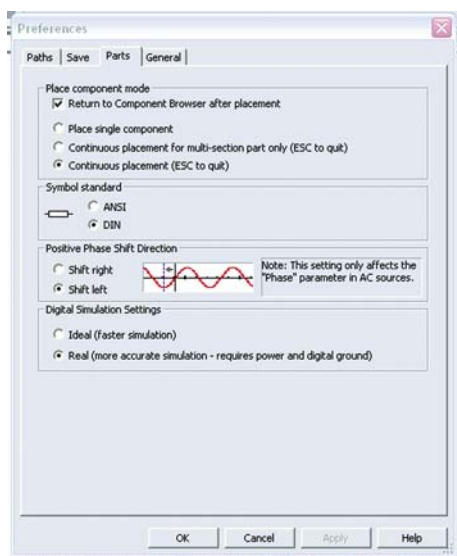 Preferences
Paths Save Parts General
Place component mode
Return to Component Browser after placement
Place single component
Continuous placement for multi-section part only (ESC to quit)
Continuous placement (ESC to quit)
Symbol standard
ANSI
DIN
Positive Phase Shift Direction
Shift right
Shift left
Note: This setting only affects the
"Phase" parameter in AC sources.
Digital Simulation Settings
Ideal (faster simulation)
Real (more accurate simulation - requires power and digital ground)
OK Cancel Apply Help